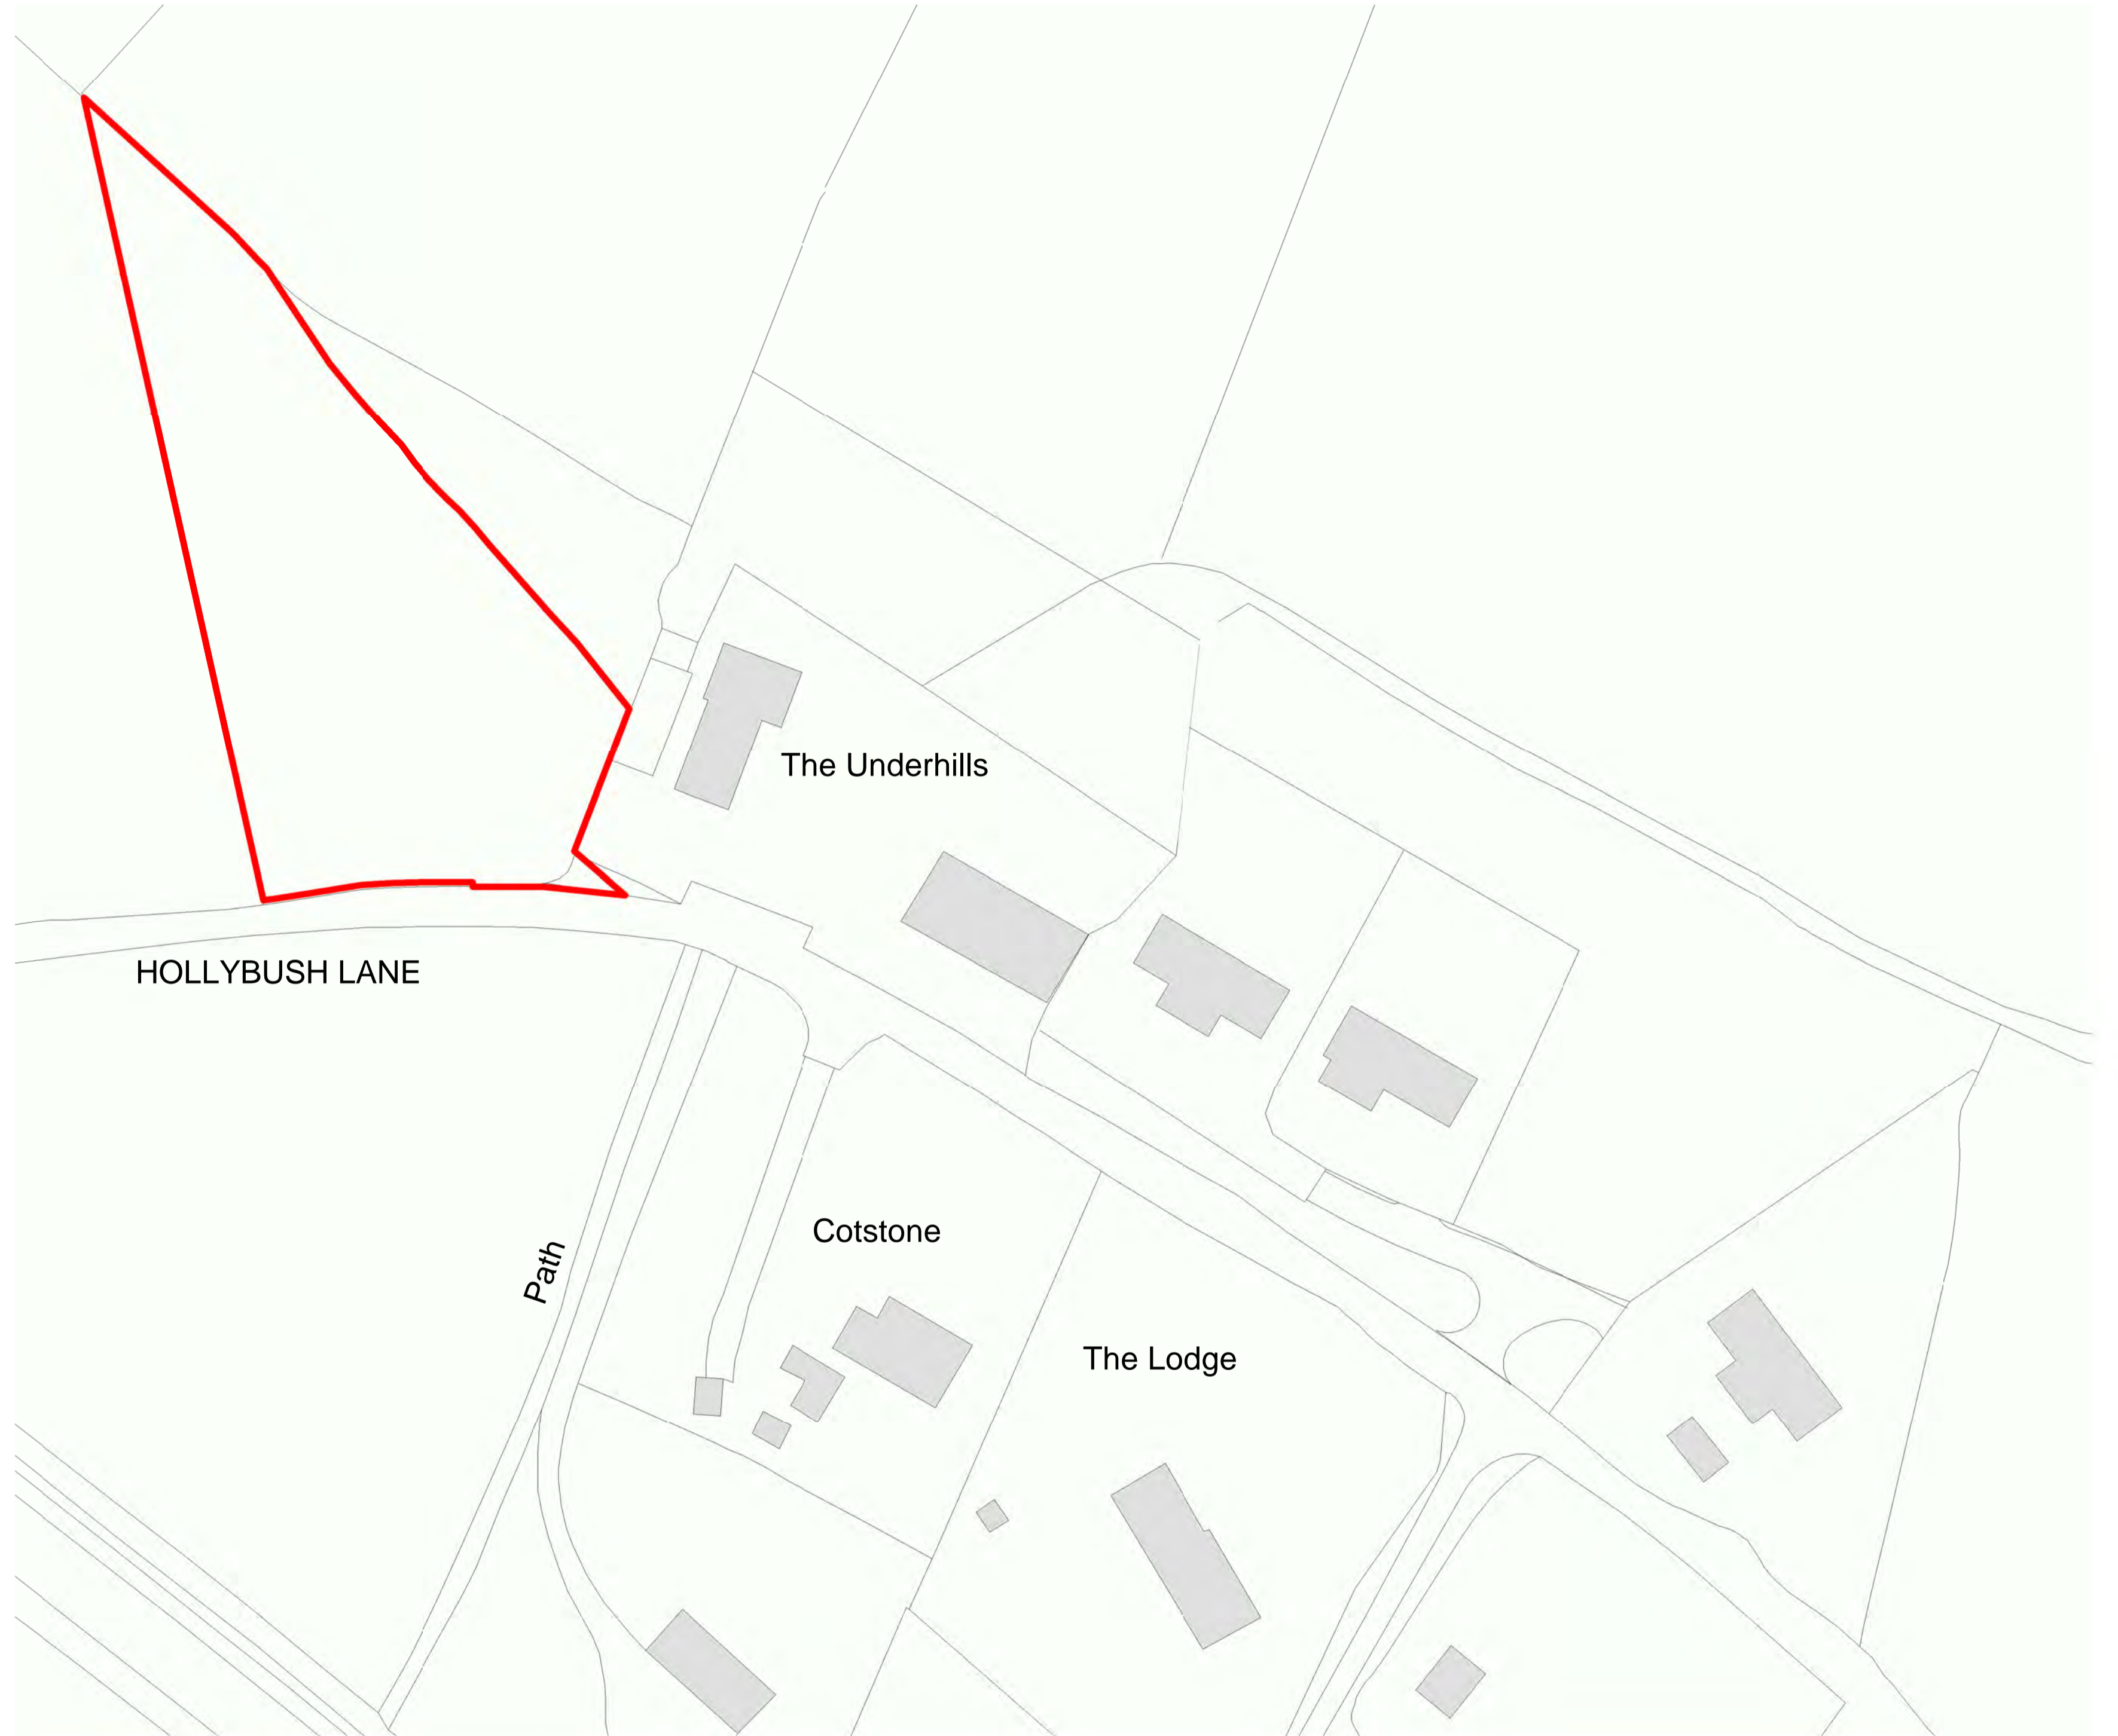 The Underhills
HOLLYBUSH LANE
Cotstone
Path
The Lodge